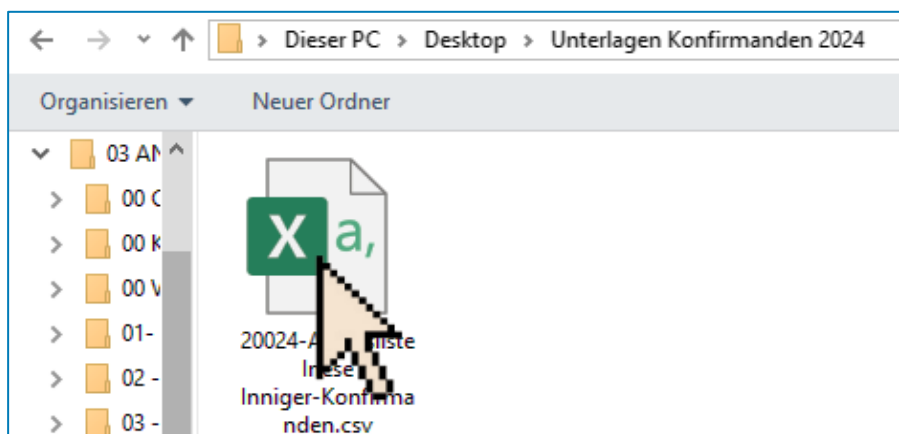 Dieser PC > Desktop > Unterlagen Konfirmanden 2024
Organisieren Neuer Ordner
03 AN
00 C
00 K
00 V
01-
02 -
03 -
X a,
20024-A liste
Inese
Inniger-Konfirma
nden.csv